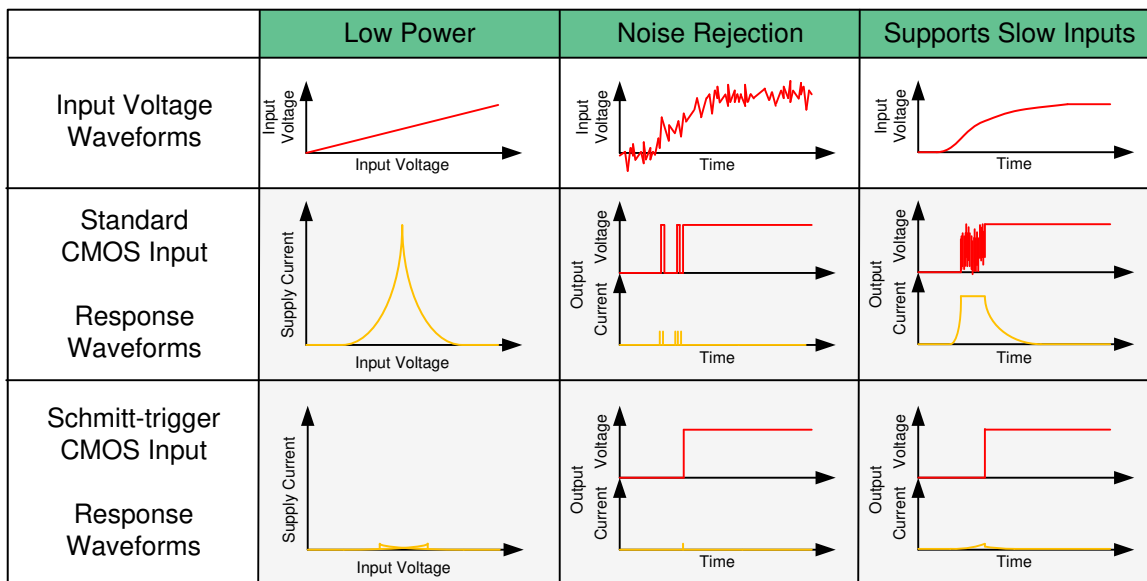 Low Power
Noise Rejection
Supports Slow Inputs
Input Voltage
Waveforms
Input
Voltage
Input Voltage
Input
Voltage
Time
Input
Voltage
Time
Standard
CMOS Input
Response
Waveforms
Supply Current
Input Voltage
Output
Voltage
Current
Time
Output
Voltage
Current
Time
Schmitt-trigger
CMOS Input
Response
Waveforms
Supply Current
Input Voltage
Output
Voltage
Current
Time
Output
Voltage
Current
Time